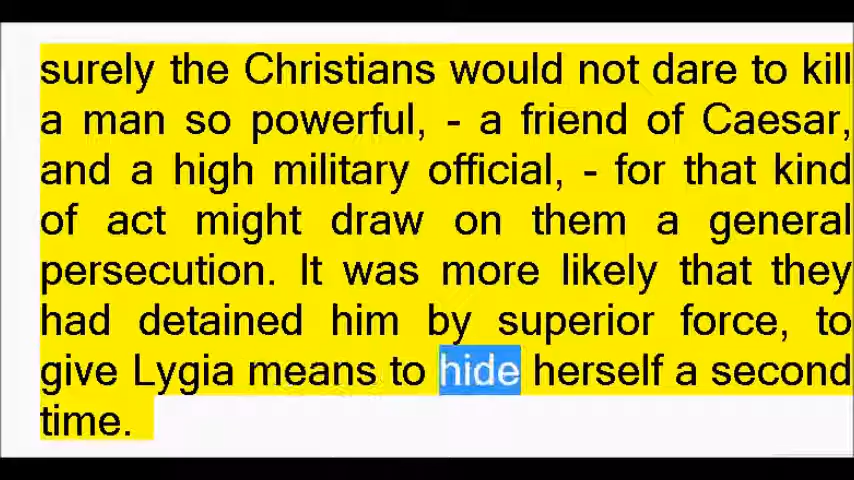 surely the Christians would not dare to kill
a man so powerful, - a friend of Caesar,
and a high military official, - for that kind
of act might draw on them a general
persecution. It was more likely that they
had detained him by superior force, to
give Lygia means to hide herself a second
time.